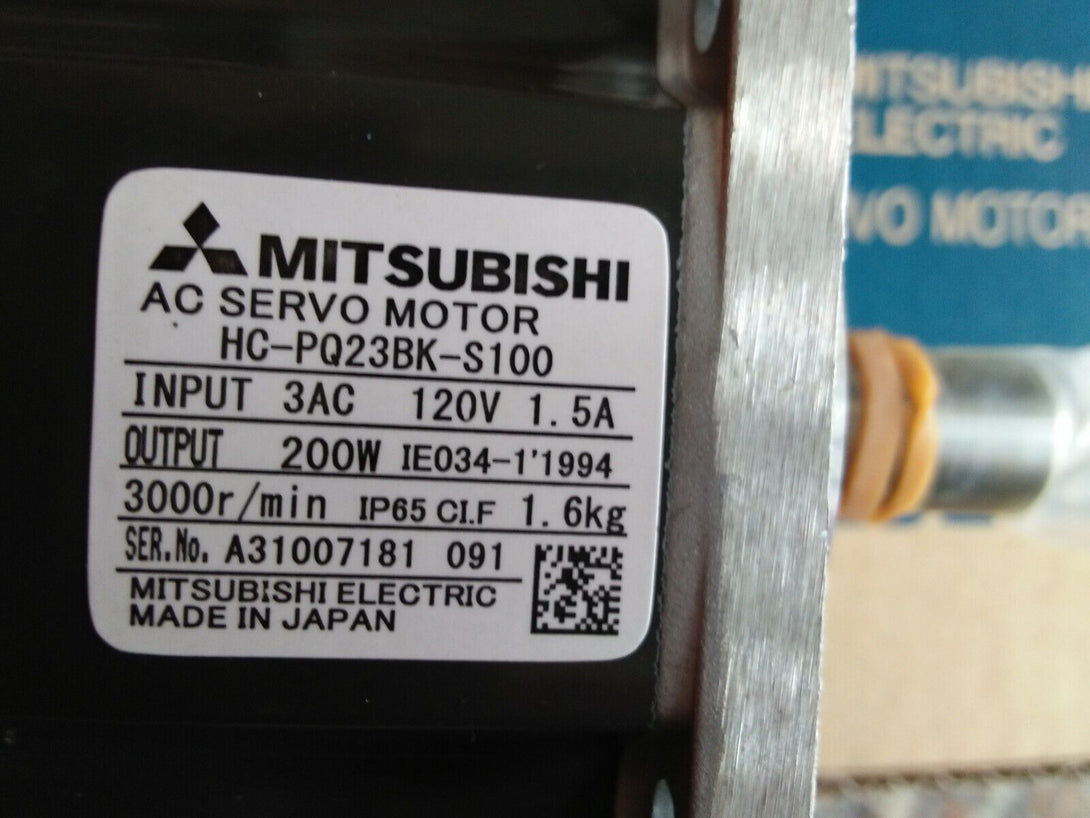 MITSUBISHI
AC SERVO MOTOR
HC-PQ23BK-S100
INPUT 3AC 120V 1.5A
OUTPUT 200W IE034-1'1994
3000r/min IP65 CI.F 1.6kg
SER.No. A31007181 091
MITSUBISHI ELECTRIC
MADE IN JAPAN
MITSUBISHI
ELECTRIC
VO MOTOR